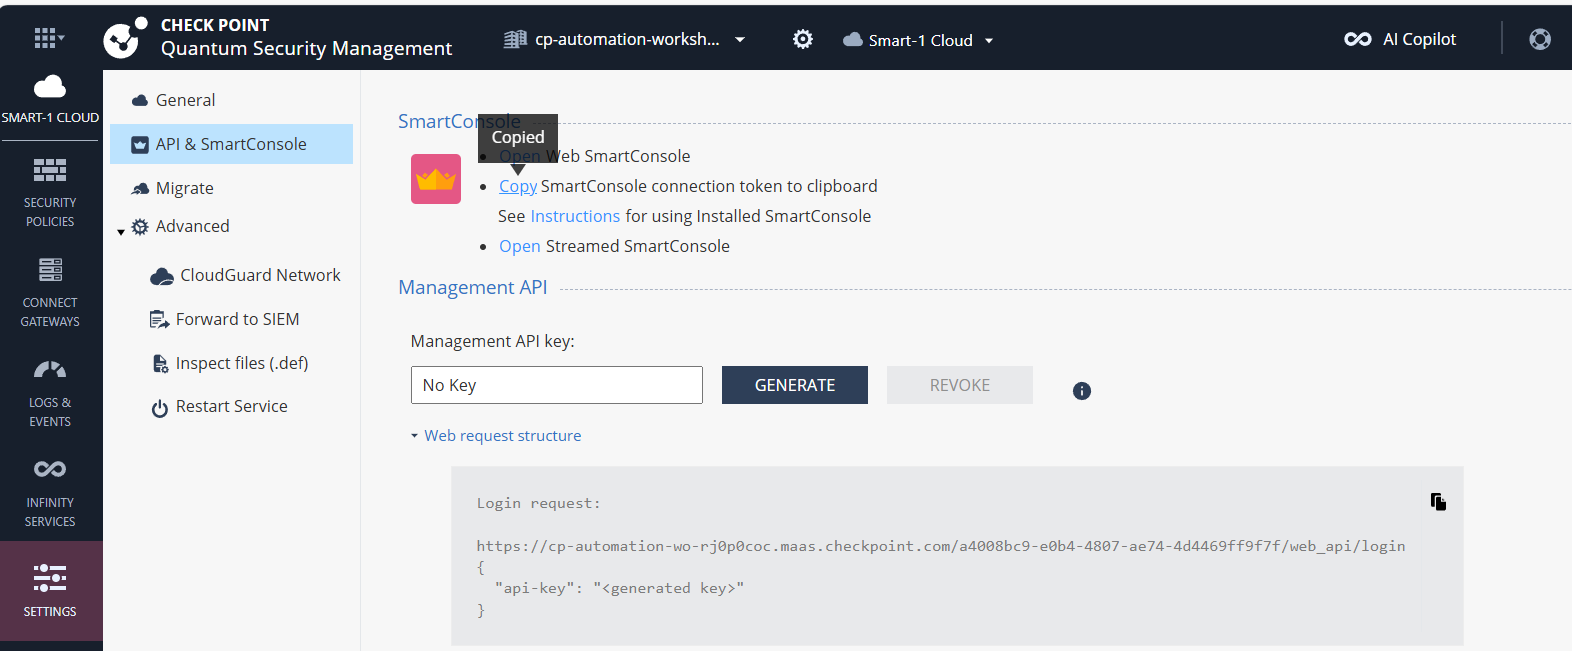 CHECK POINT
Quantum Security Management
cp-automation-worksh...
Smart-1 Cloud
AI Copilot
SMART-1 CLOUD
SECURITY
POLICIES
CONNECT
GATEWAYS
LOGS &
EVENTS
INFINITY
SERVICES
SETTINGS
General
API & SmartConsole
Migrate
Advanced
CloudGuard Network
Forward to SIEM
Inspect files (.def)
Restart Service
SmartConsole
Copied
Open Web SmartConsole
Copy SmartConsole connection token to clipboard
See Instructions for using Installed SmartConsole
Open Streamed SmartConsole
Management API
Management API key:
No Key
GENERATE
REVOKE
Web request structure
Login request:
https://cp-automation-wo-rj0p0coc.maas.checkpoint.com/a4008bc9-e0b4-4807-ae74-4d4469ff9f7f/web_api/login
{
"api-key": "<generated key>"
}